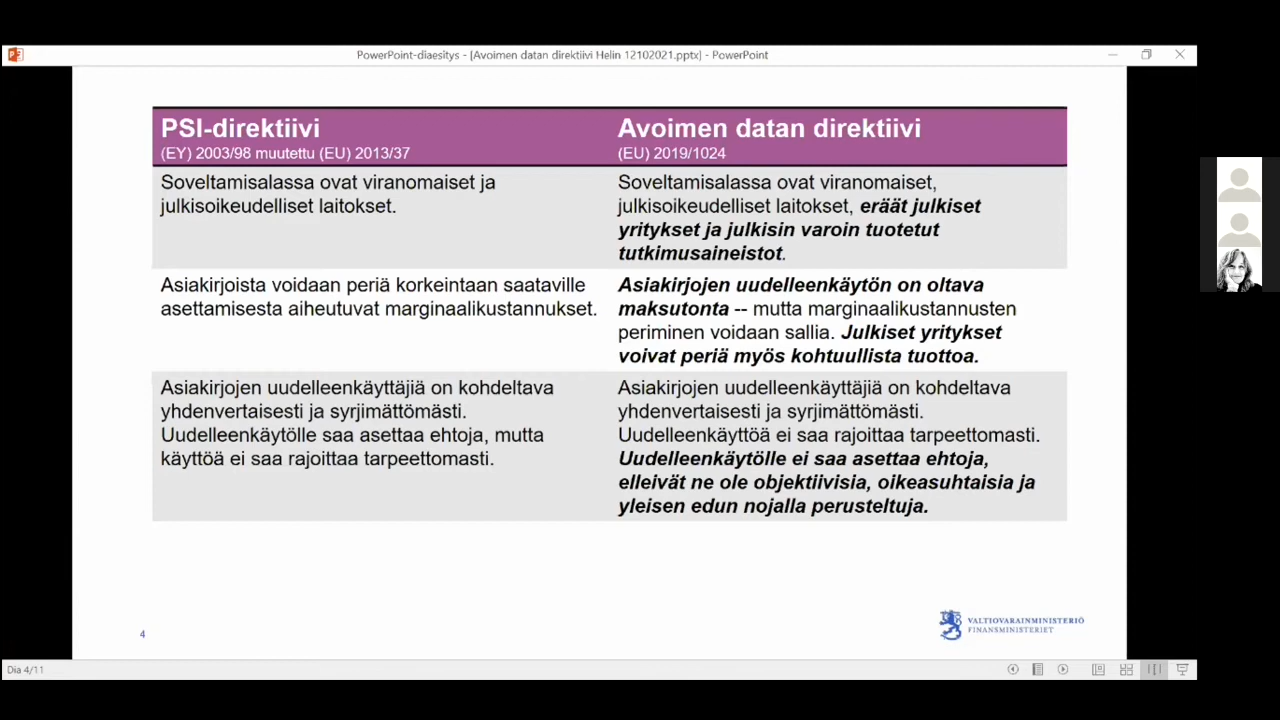 PowerPoint-diaesitys - [Avoimen datan direktiivi Helin 12102021.pptx] - PowerPoint
PSI-direktiivi
(EY) 2003/98 muutettu (EU) 2013/37
Avoimen datan direktiivi
(EU) 2019/1024
Soveltamisalassa ovat viranomaiset ja
julkisoikeudelliset laitokset.
Soveltamisalassa ovat viranomaiset,
julkisoikeudelliset laitokset, eräät julkiset
yritykset ja julkisin varoin tuotetut
tutkimusaineistot.
Asiakirjoista voidaan periä korkeintaan saataville
asettamisesta aiheutuvat marginaalikustannukset.
Asiakirjojen uudelleenkäytön on oltava
maksutonta -- mutta marginaalikustannusten
periminen voidaan sallia. Julkiset yritykset
voivat periä myös kohtuullista tuottoa.
Asiakirjojen uudelleenkäyttäjiä on kohdeltava
yhdenvertaisesti ja syrjimättömästi.
Uudelleenkäytölle saa asettaa ehtoja, mutta
käyttöä ei saa rajoittaa tarpeettomasti.
Asiakirjojen uudelleenkäyttäjiä on kohdeltava
yhdenvertaisesti ja syrjimättömästi.
Uudelleenkäyttöä ei saa rajoittaa tarpeettomasti.
Uudelleenkäytölle ei saa asettaa ehtoja,
elleivät ne ole objektiivisia, oikeasuhtaisia ja
yleisen edun nojalla perusteltuja.
4
VALTIOVARAINMINISTERIÖ
FINANSMINISTERIET
Dia 4/11